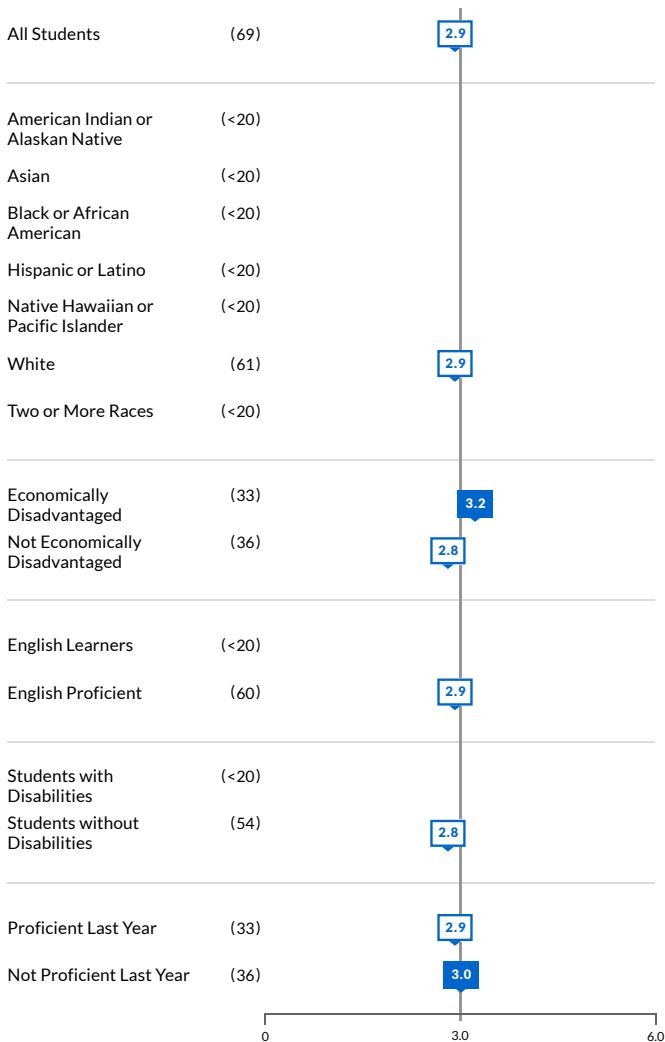 All Students (69) 2.9
American Indian or (<20)
Alaskan Native
Asian (<20)
Black or African (<20)
American
Hispanic or Latino (<20)
Native Hawaiian or (<20)
Pacific Islander
White (61) 2.9
Two or More Races (<20)
Economically (33) 3.2
Disadvantaged
Not Economically (36) 2.8
Disadvantaged
English Learners (<20)
English Proficient (60) 2.9
Students with (<20)
Disabilities
Students without (54) 2.8
Disabilities
Proficient Last Year (33) 2.9
Not Proficient Last Year (36) 3.0
0 3.0 6.0